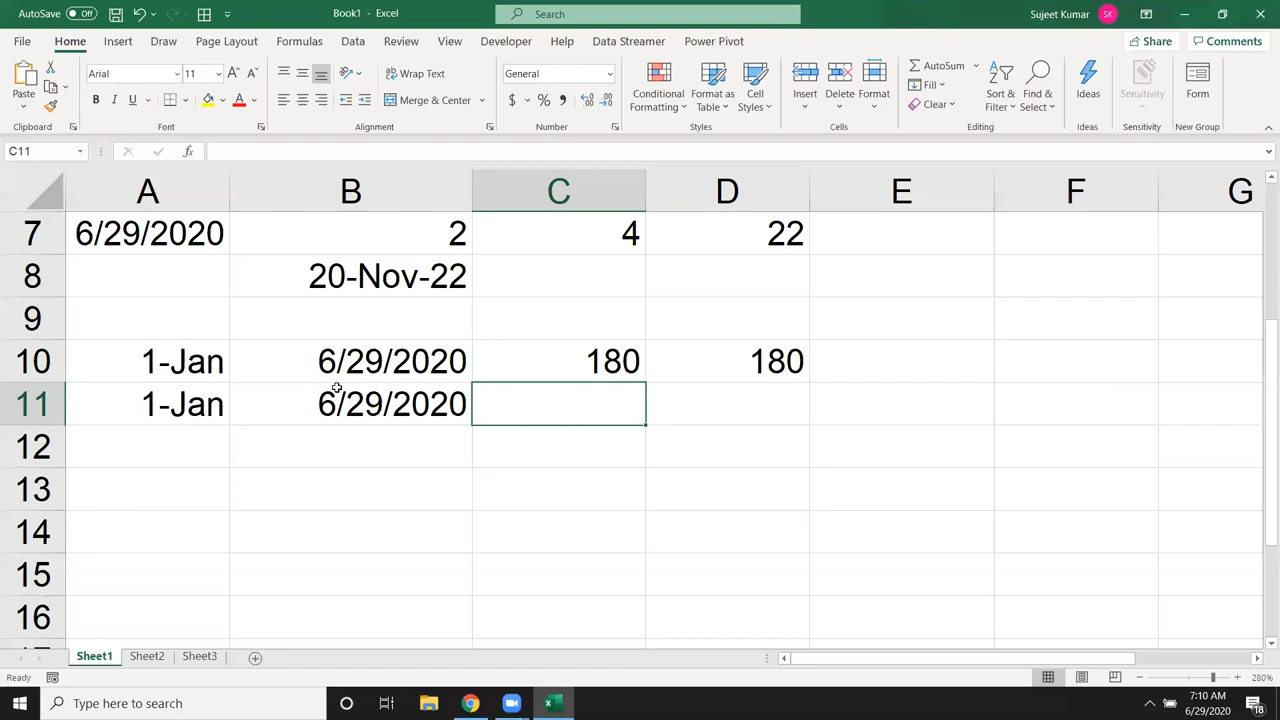 AutoSave Off Book1 - Excel Search Sujeet Kumar SK
File Home Insert Draw Page Layout Formulas Data Review View Developer Help Data Streamer Power Pivot Share Comments
Paste Arial 11 A A Wrap Text General Conditional Formatting Format as Table Cell Styles Insert Delete Format AutoSum Fill Clear Sort & Filter Find & Select Ideas Sensitivity Form
B I U A Merge & Center $ % ,
Clipboard Font Alignment Number Styles Cells Editing Ideas Sensitivity New Group
C11 fx
A B C D E F G
7 6/29/2020 2 4 22
8 20-Nov-22
9
10 1-Jan 6/29/2020 180 180
11 1-Jan 6/29/2020
12
13
14
15
16
Sheet1 Sheet2 Sheet3
Ready 280%
Type here to search 7:10 AM
6/29/2020 18